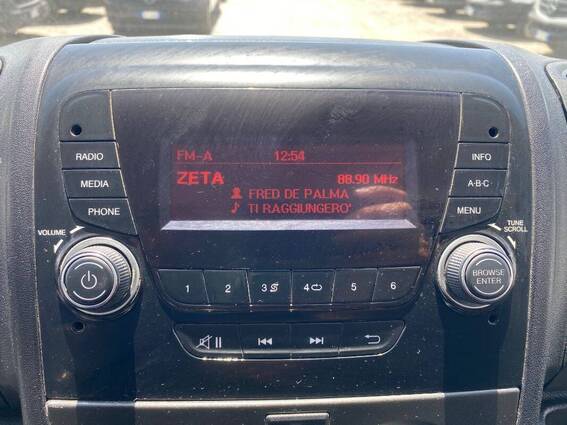 FM-A 12:54
ZETA 88.90 MHz
FRED DE PALMA
TI RAGGIUNGERO'
RADIO
MEDIA
PHONE
INFO
A-B-C
MENU
VOLUME
TUNE
SCROLL
BROWSE
ENTER
1 2 3 4 5 6